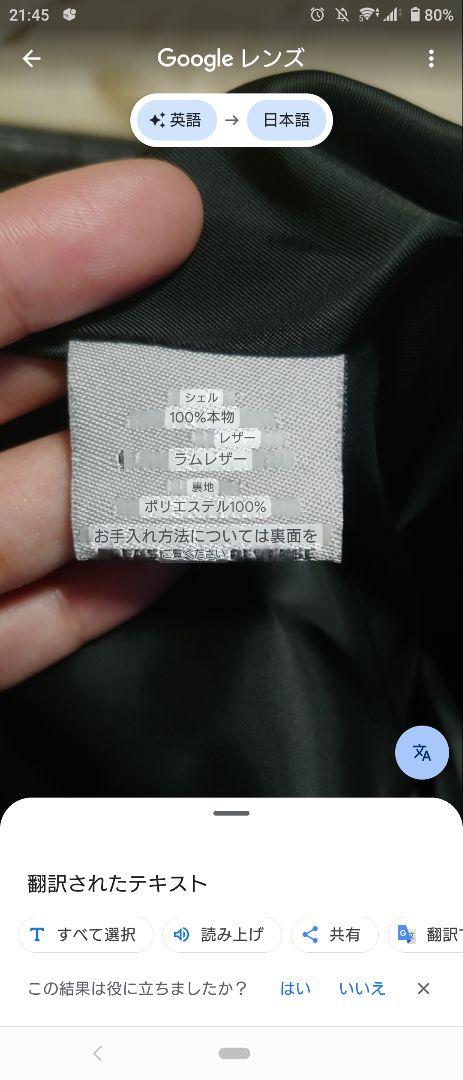 21:45
80%
Google レンズ
英語 → 日本語
シェル
100%本物
レザー
ラムレザー
裏地
ポリエステル100%
お手入れ方法については裏面を
ご覧ください
翻訳されたテキスト
すべて選択
読み上げ
共有
翻訳
この結果は役に立ちましたか？
はい
いいえ